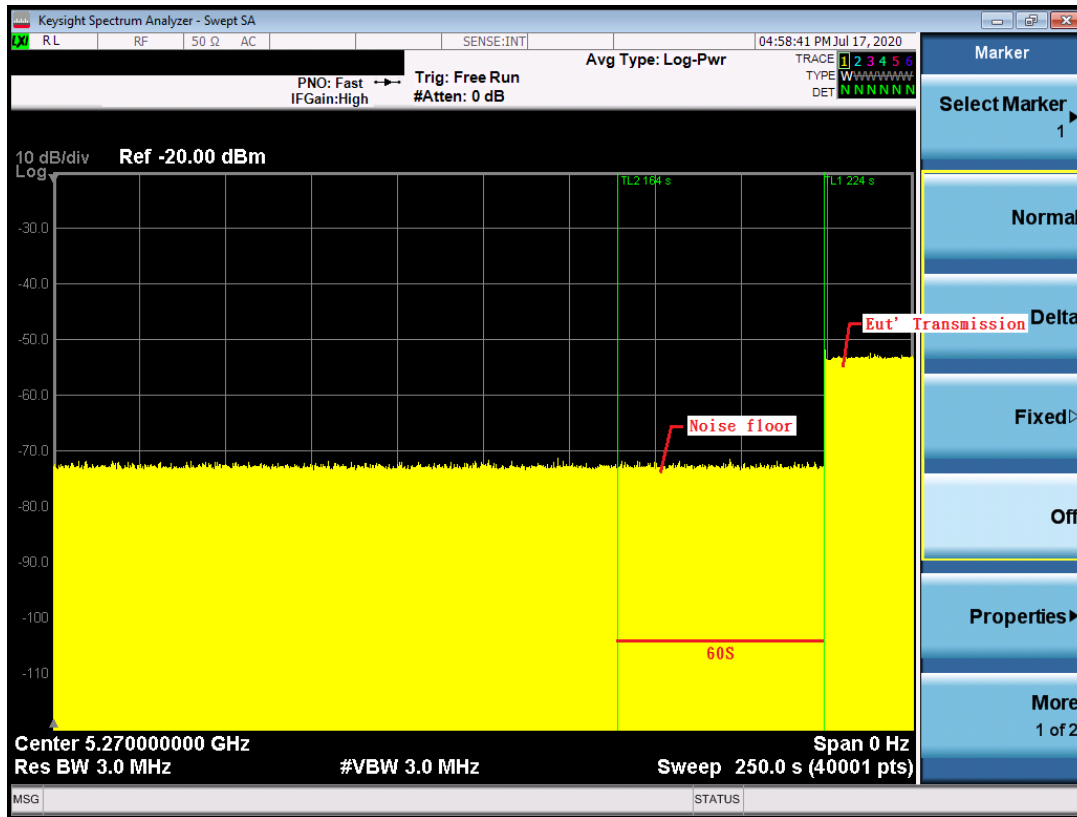 Keysight Spectrum Analyzer - Swept SA
LXI RL RF 50 Ω AC SENSE:INT 04:58:41 PM Jul 17, 2020
Avg Type: Log-Pwr
TRACE 1 2 3 4 5 6
TYPE WWWWWWW
DET N N N N N N
PNO: Fast
IFGain:High
Trig: Free Run
#Atten: 0 dB
10 dB/div Ref -20.00 dBm
Log
TL2 164 s TL1 224 s
-30.0
-40.0
-50.0
-60.0
-70.0
-80.0
-90.0
-100
-110
Eut' Transmission
Noise floor
60S
Center 5.270000000 GHz Span 0 Hz
Res BW 3.0 MHz #VBW 3.0 MHz Sweep 250.0 s (40001 pts)
MSG STATUS
Marker
Select Marker
1
Normal
Delta
Fixed
Off
Properties
More
1 of 2